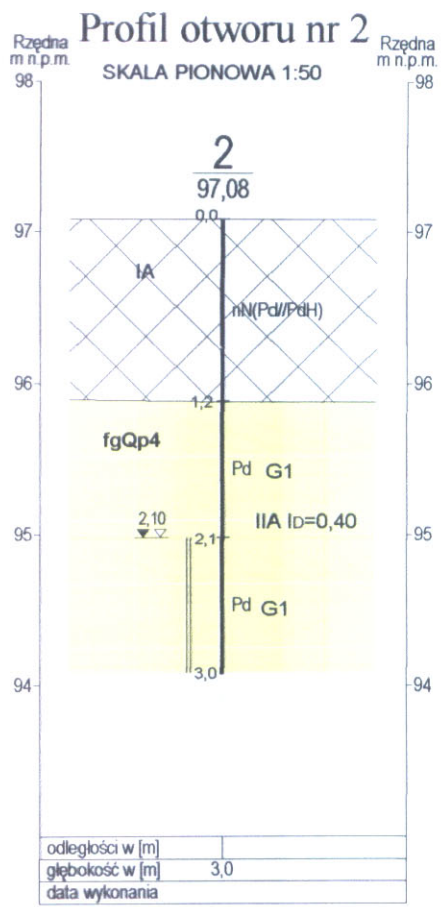 Profil otworu nr 2
Rzędna
m n.p.m.
Rzędna
m n.p.m.
SKALA PIONOWA 1:50
98
98
2
97,08
0,0
97
97
IA
nN(Pd//PdH)
96
96
1,2
fgQp4
Pd G1
IIA ID=0,40
2,10
95
95
2,1
Pd G1
3,0
94
94
odległości w [m]
głębokość w [m] 3,0
data wykonania